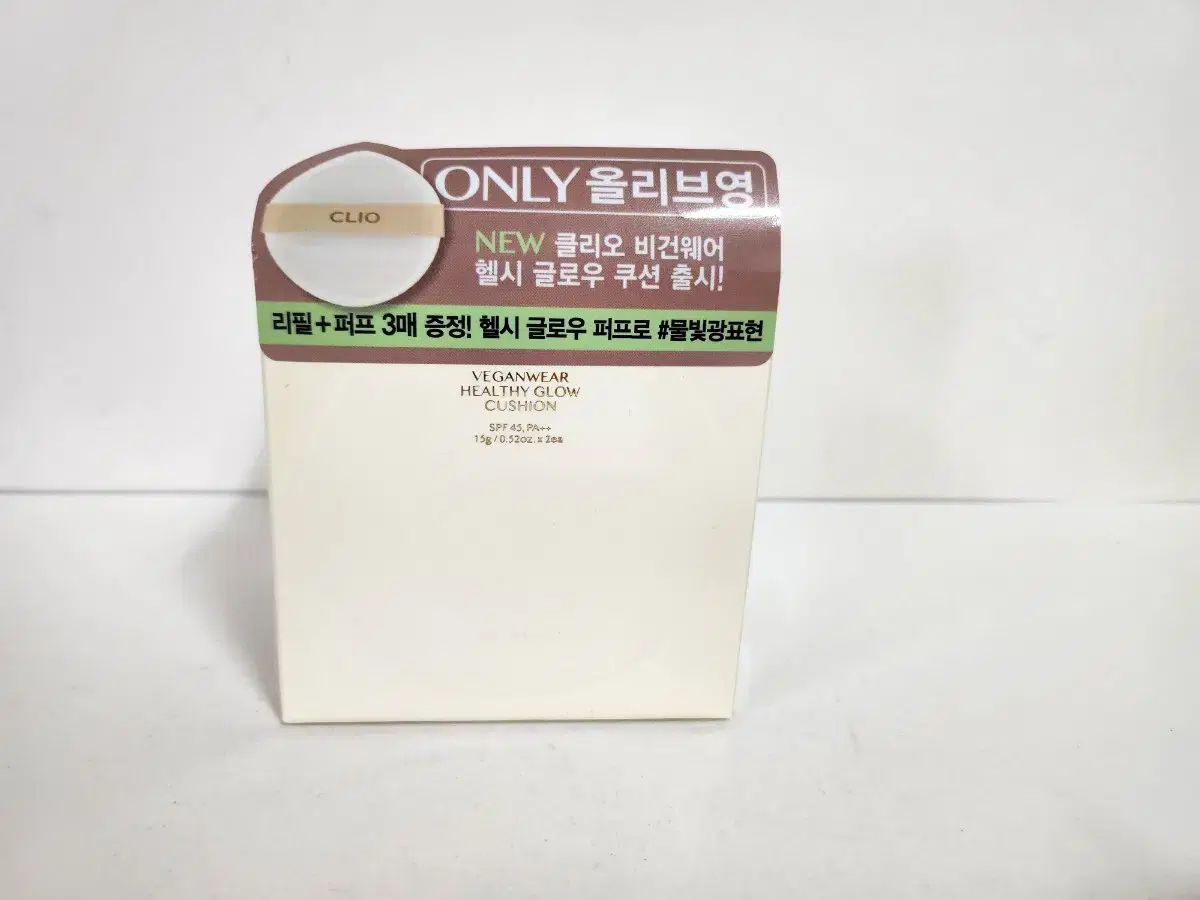 CLIO
ONLY 올리브영
NEW 클리오 비건웨어
헬시 글로우 쿠션 출시!
리필+퍼프 3매 증정! 헬시 글로우 퍼프로 #물빛광표현
VEGANWEAR
HEALTHY GLOW
CUSHION
SPF 45, PA++
15g / 0.52oz. x 2ea